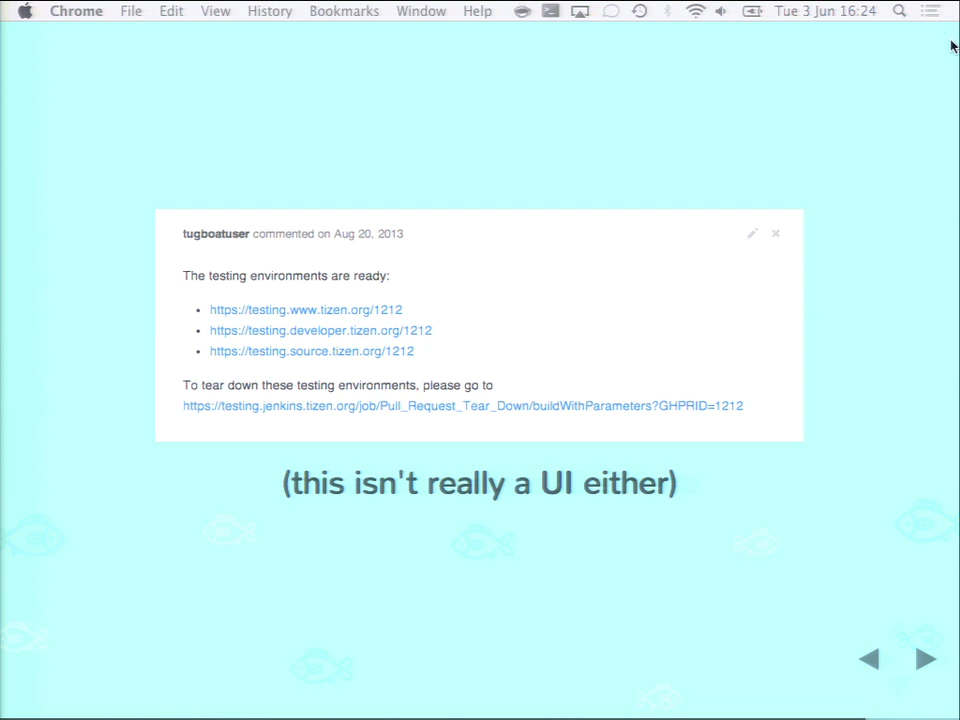 Chrome File Edit View History Bookmarks Window Help Tue 3 Jun 16:24
tugboatuser commented on Aug 20, 2013
The testing environments are ready:
• https://testing.www.tizen.org/1212
• https://testing.developer.tizen.org/1212
• https://testing.source.tizen.org/1212
To tear down these testing environments, please go to
https://testing.jenkins.tizen.org/job/Pull_Request_Tear_Down/buildWithParameters?GHPRID=1212
(this isn't really a UI either)